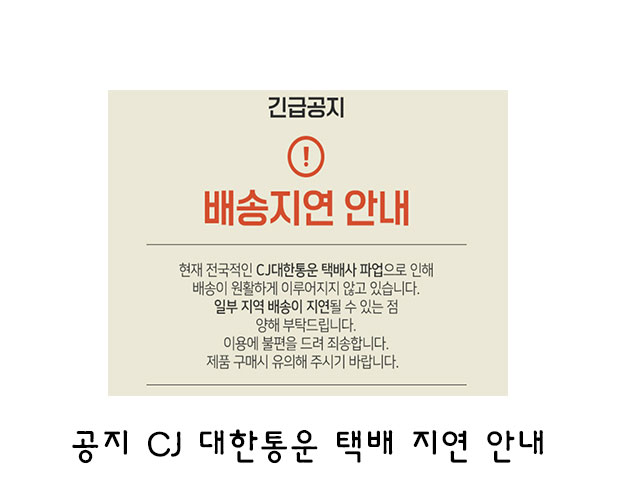 긴급공지
!
배송지연 안내
현재 전국적인 CJ대한통운 택배사 파업으로 인해
배송이 원활하게 이루어지지 않고 있습니다.
일부 지역 배송이 지연될 수 있는 점
양해 부탁드립니다.
이용에 불편을 드려 죄송합니다.
제품 구매시 유의해 주시기 바랍니다.
공지 CJ 대한통운 택배 지연 안내